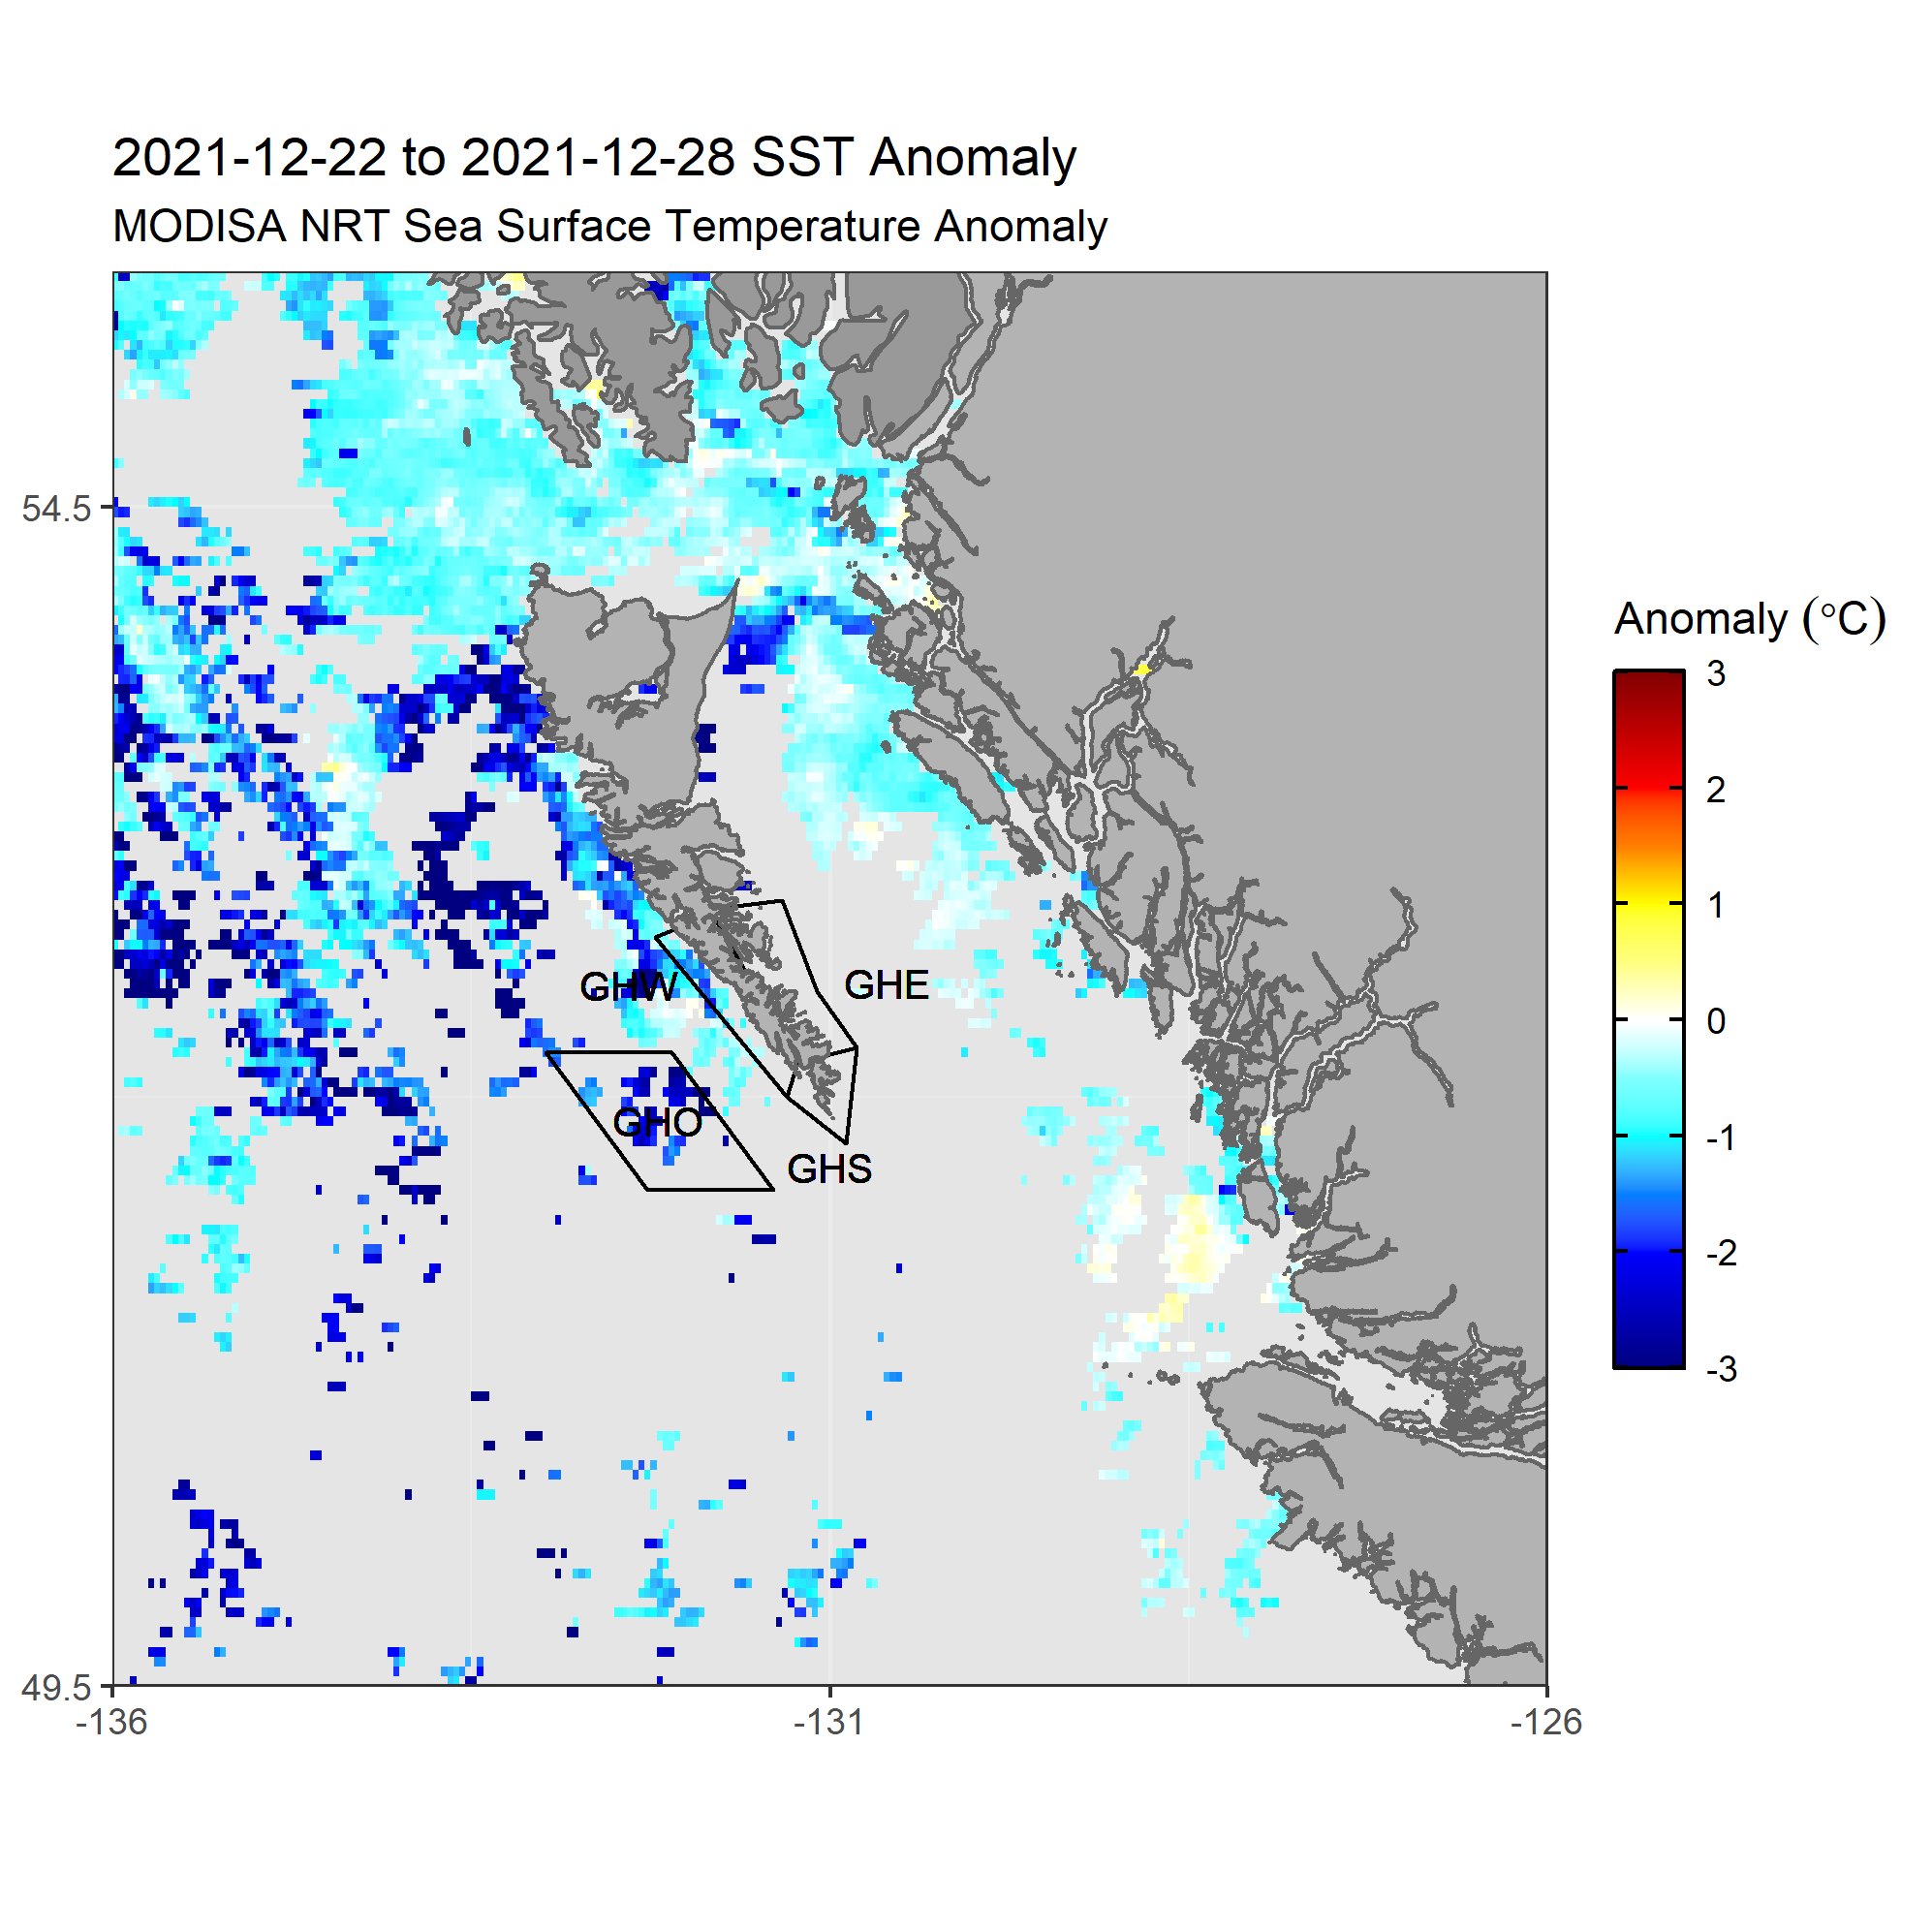 2021-12-22 to 2021-12-28 SST Anomaly
MODISA NRT Sea Surface Temperature Anomaly
54.5
49.5
-136
-131
-126
GHW
GHE
GHO
GHS
Anomaly (°C)
3
2
1
0
-1
-2
-3